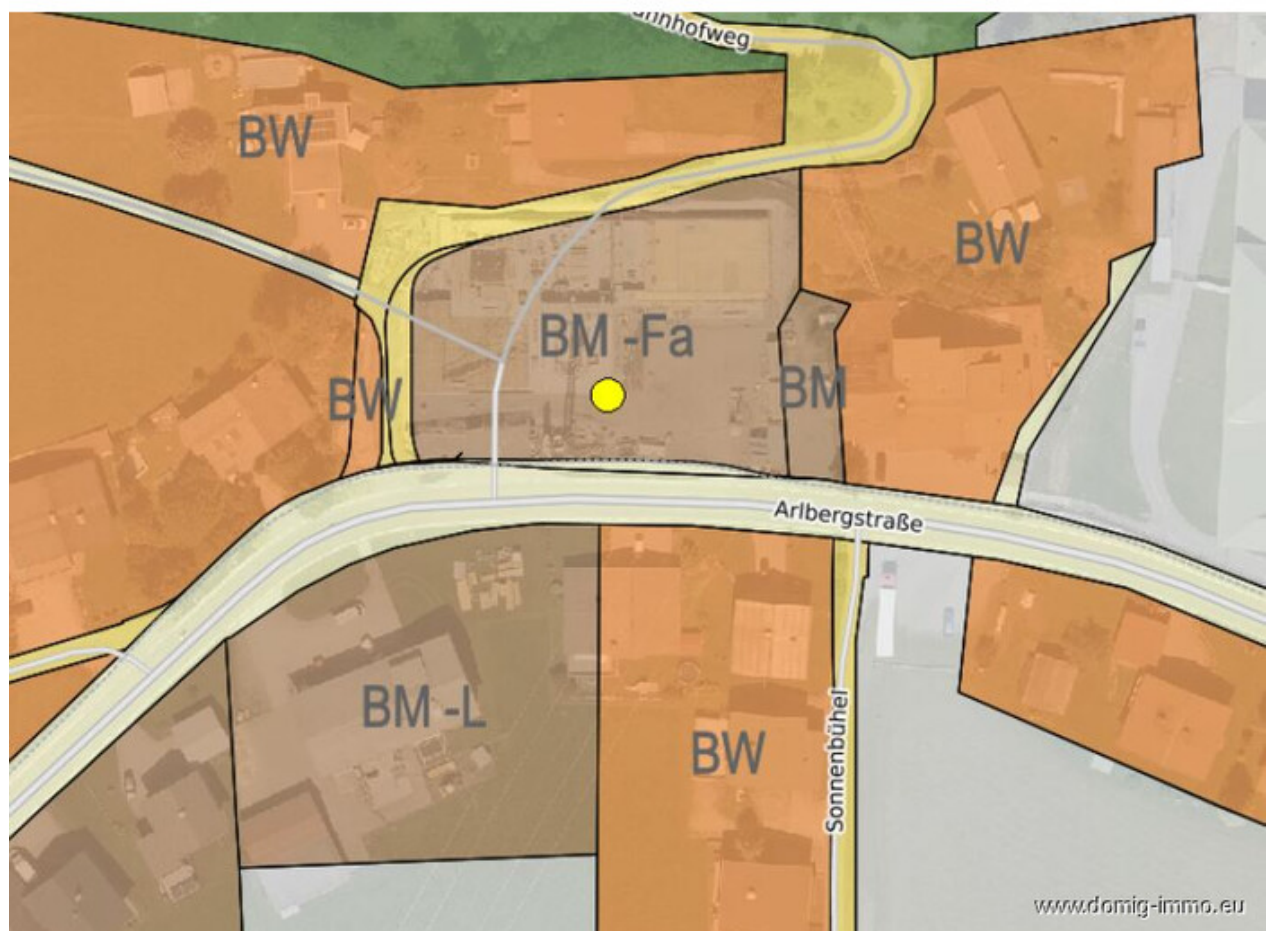 BW
BW
BM -Fa
BW
BM
Arlbergstraße
BM -L
BW
Sonnenbühel
www.domig-immo.eu